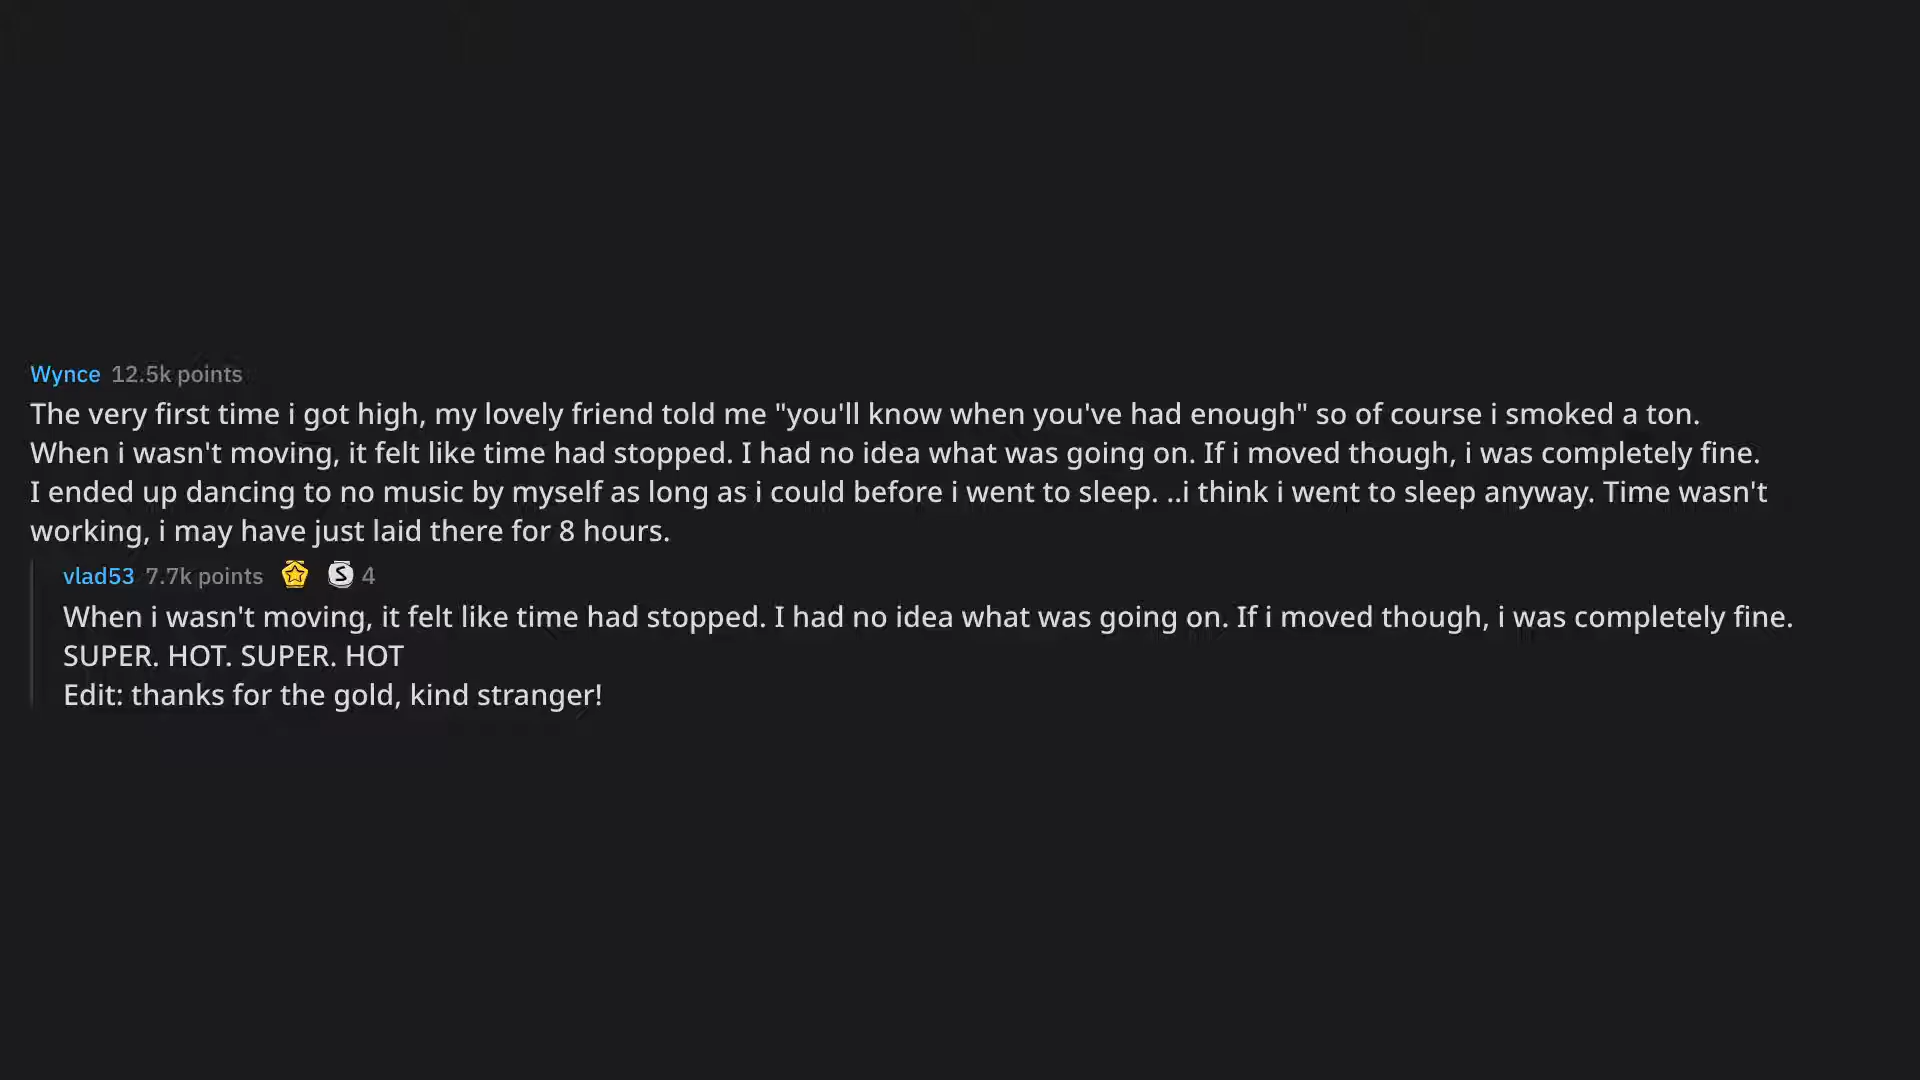 Wynce 12.5k points
The very first time i got high, my lovely friend told me "you'll know when you've had enough" so of course i smoked a ton.
When i wasn't moving, it felt like time had stopped. I had no idea what was going on. If i moved though, i was completely fine.
I ended up dancing to no music by myself as long as i could before i went to sleep. ..i think i went to sleep anyway. Time wasn't
working, i may have just laid there for 8 hours.
vlad53 7.7k points S 4
When i wasn't moving, it felt like time had stopped. I had no idea what was going on. If i moved though, i was completely fine.
SUPER. HOT. SUPER. HOT
Edit: thanks for the gold, kind stranger!